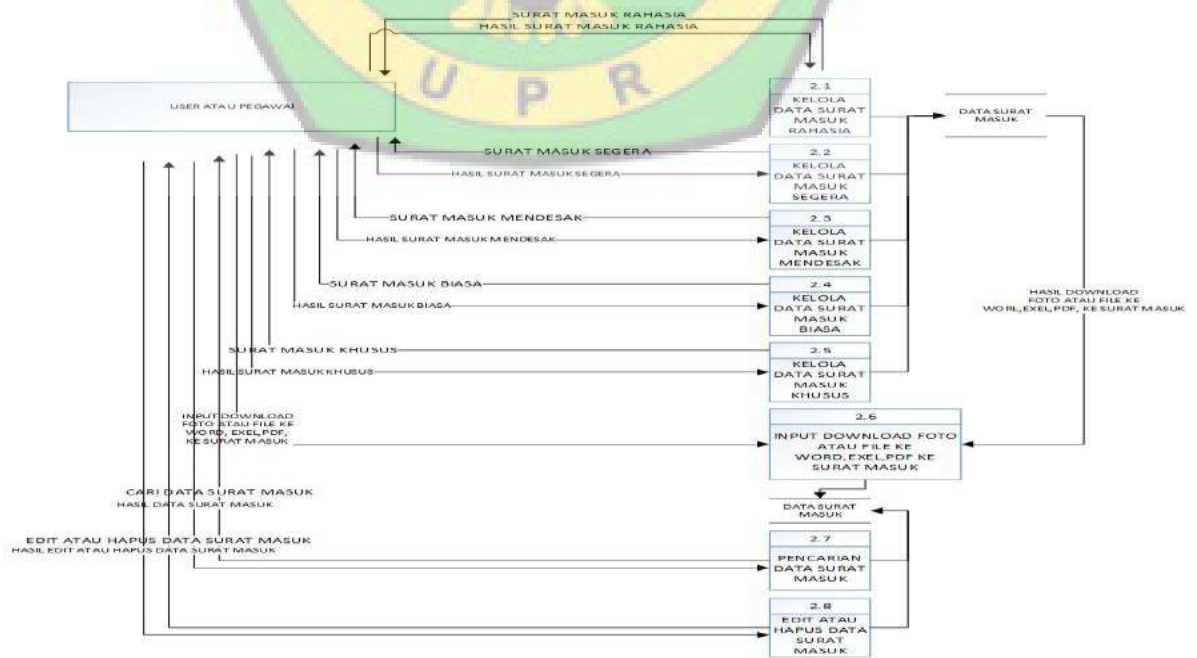 SURAT MASUK RAHASIA
HASIL SURAT MASUK RAHASIA
UPR
USER ATAU PEGAWAI
2.1
KELOLA
DATA SURAT
MASUK
RAHASIA
DATA SURAT
MASUK
SURAT MASUK SEGERA
HASIL SURAT MASUK SEGERA
2.2
KELOLA
DATA SURAT
MASUK
SEGERA
SURAT MASUK MENDESAK
HASIL SURAT MASUK MENDESAK
2.3
KELOLA
DATA SURAT
MASUK
MENDESAK
SURAT MASUK BIASA
HASIL SURAT MASUK BIASA
2.4
KELOLA
DATA SURAT
MASUK
BIASA
HASIL DOWNLOAD
FOTO ATAU FILE KE
WORL,EXEL,PDF, KE SURAT MASUK
SURAT MASUK KHUSUS
HASIL SURAT MASUK KHUSUS
2.5
KELOLA
DATA SURAT
MASUK
KHUSUS
INPUT DOWNLOAD
FOTO ATAU FILE KE
WORD, EXEL,PDF,
KE SURAT MASUK
2.6
INPUT DOWNLOAD FOTO
ATAU FILE KE
WORD,EXEL,PDF KE
SURAT MASUK
CARI DATA SURAT MASUK
HASIL DATA SURAT MASUK
DATA SURAT
MASUK
EDIT ATAU HAPUS DATA SURAT MASUK
HASIL EDIT ATAU HAPUS DATA SURAT MASUK
2.7
PENCARIAN
DATA SURAT
MASUK
2.8
EDIT ATAU
HAPUS DATA
SURAT
MASUK